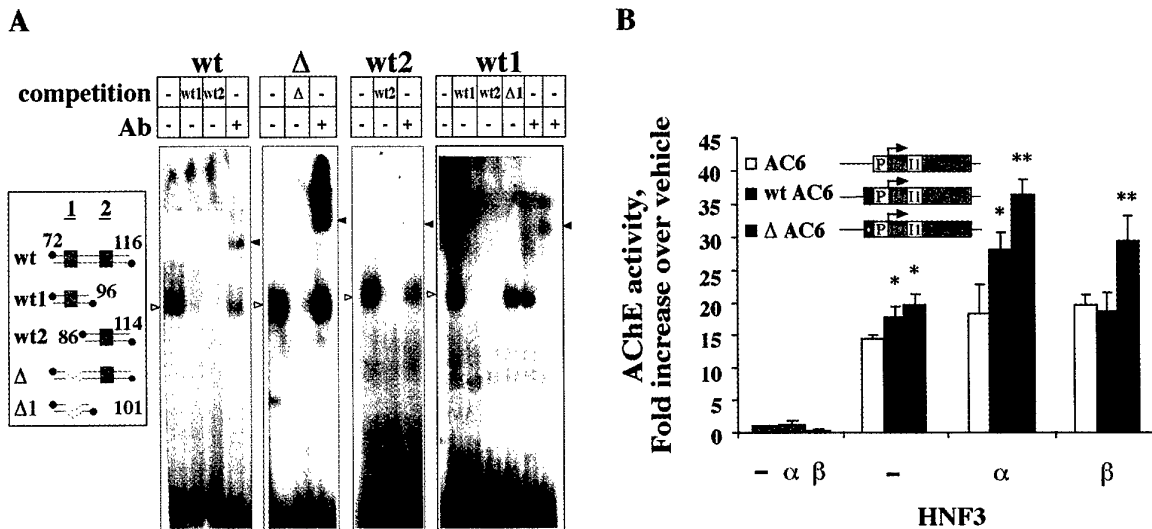 A
wt Δ wt2 wt1
competition - wt1 wt2 - - Δ - - wt2 - - wt1 wt2 Δ1 - -
Ab - - - + - - + - - + - - - - + +
1 2
72 116
wt
wt1 96
114
wt2 86
Δ
Δ1 101
B
AChE activity,
Fold increase over vehicle
45
40
35
30
25
20
15
10
5
0
AC6 P I1
wt AC6 P I1
Δ AC6 P I1
* * * ** **
- α β - α β
HNF3